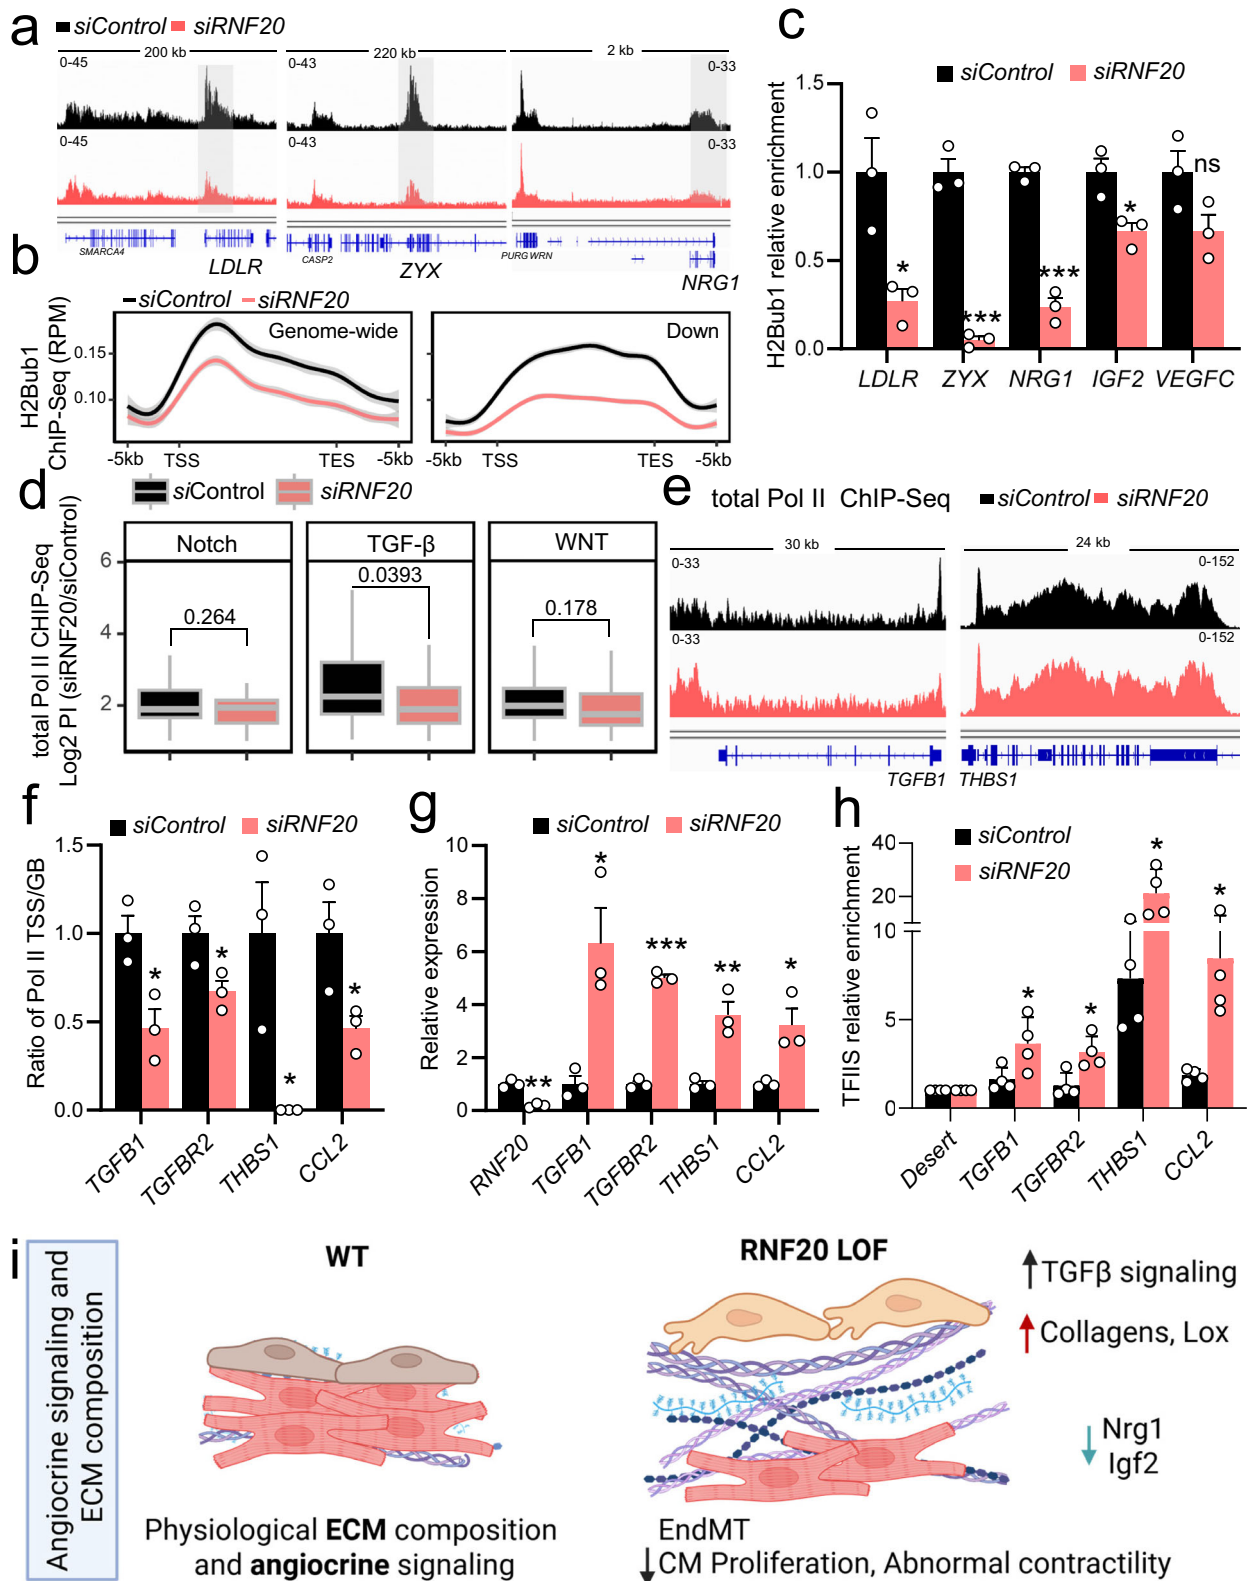 a
siControl siRNF20
200 kb 220 kb 2 kb
0-45 0-43 0-33
0-45 0-43 0-33
SMARCA4 CASP2 PURG WRN
LDLR ZYX NRG1
b
siControl siRNF20
H2Bub1
ChIP-Seq (RPM)
Genome-wide Down
0.15
0.10
-5kb TSS TES -5kb -5kb TSS TES -5kb
c
siControl siRNF20
H2Bub1 relative enrichment
1.5
1.0
0.5
0.0
* *** *** * ns
LDLR ZYX NRG1 IGF2 VEGFC
d
siControl siRNF20
total Pol II CHIP-Seq
Log2 PI (siRNF20/siControl)
Notch TGF-β WNT
6
4
2
0.264 0.0393 0.178
e
total Pol II ChIP-Seq
siControl siRNF20
30 kb 24 kb
0-33 0-152
0-33 0-152
TGFB1 THBS1
f
siControl siRNF20
Ratio of Pol II TSS/GB
1.5
1.0
0.5
0.0
* * * *
TGFB1 TGFBR2 THBS1 CCL2
g
siControl siRNF20
Relative expression
10
8
6
4
2
0
** * *** ** *
RNF20 TGFB1 TGFBR2 THBS1 CCL2
h
siControl
siRNF20
TFIIS relative enrichment
40
20
10
5
0
* * * *
Desert TGFB1 TGFBR2 THBS1 CCL2
i
Angiocrine signaling and
ECM composition
WT
Physiological ECM composition
and angiocrine signaling
RNF20 LOF
TGFβ signaling
Collagens, Lox
Nrg1
Igf2
EndMT
CM Proliferation, Abnormal contractility